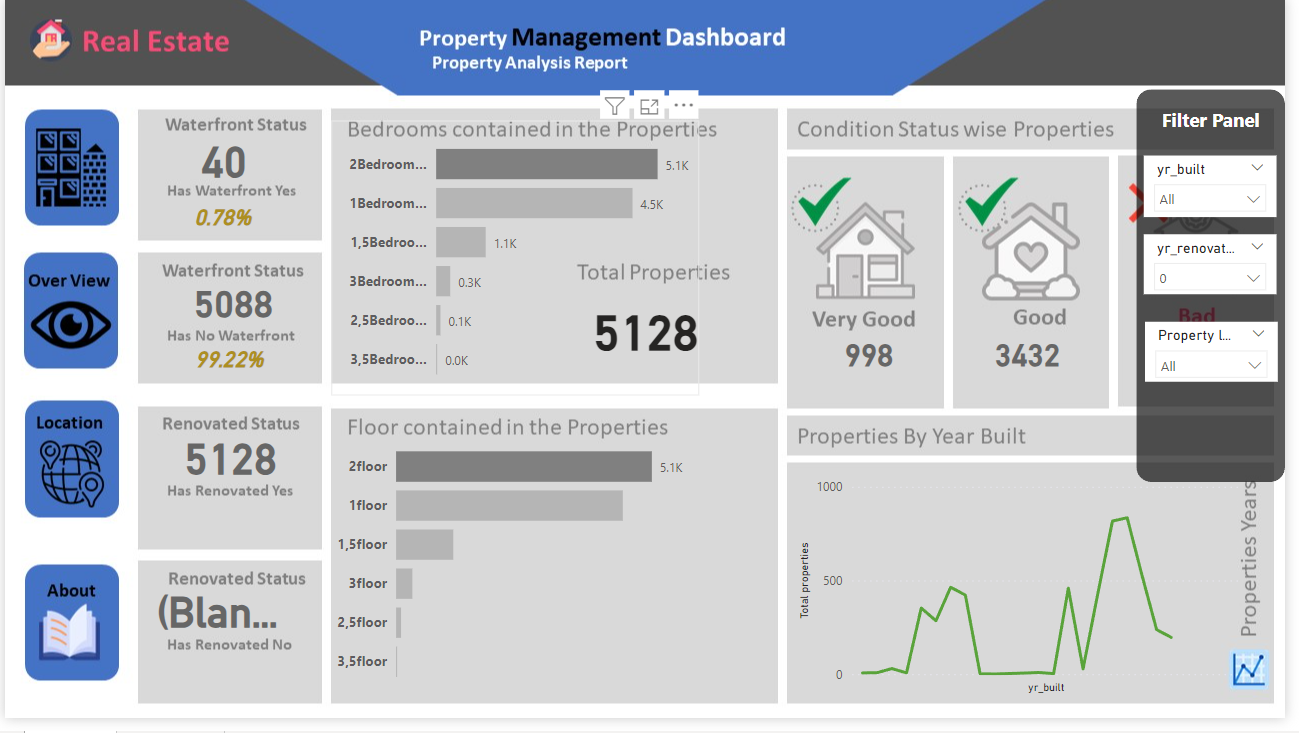 Real Estate
Property Management Dashboard
Property Analysis Report
Over View
Location
About
Waterfront Status
40
Has Waterfront Yes
0.78%
Waterfront Status
5088
Has No Waterfront
99.22%
Renovated Status
5128
Has Renovated Yes
Renovated Status
(Blan...
Has Renovated No
Bedrooms contained in the Properties
2Bedroom... 5.1K
1Bedroom... 4.5K
1,5Bedroo... 1.1K
3Bedroom... 0.3K
2,5Bedroo... 0.1K
3,5Bedroo... 0.0K
Total Properties
5128
Floor contained in the Properties
2floor 5.1K
1floor
1,5floor
3floor
2,5floor
3,5floor
Condition Status wise Properties
Very Good
998
Good
3432
Bad
Filter Panel
yr_built
All
yr_renovat...
0
Property l...
All
Properties By Year Built
1000
500
0
Total properties
yr_built
Properties Years